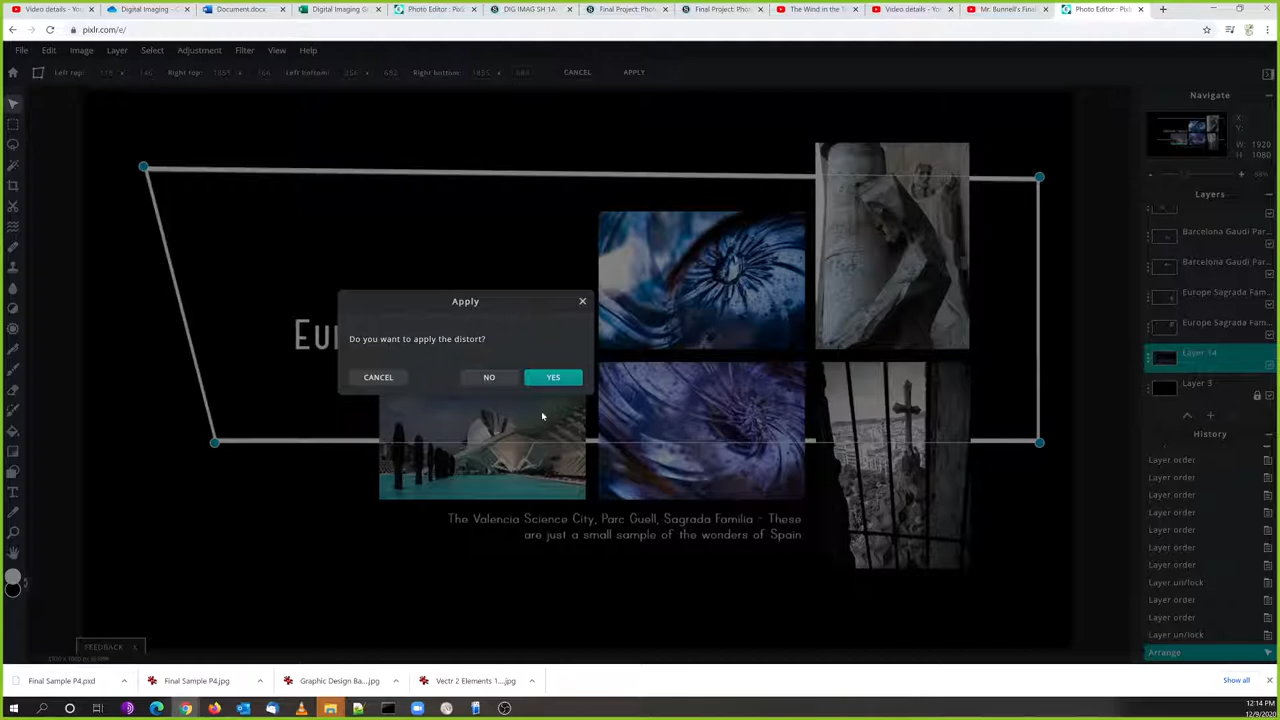 Video details - You
Digital Imaging - C
Document.docx
Digital Imaging Gr
Photo Editor : Pixl
DIG IMAG SH 1A:
Final Project: Phot
Final Project: Phot
The Wind in the T
Video details - You
Mr. Bunnell's Final
Photo Editor : Pixl
pixlr.com/e/
File Edit Image Layer Select Adjustment Filter View Help
Left top: x Right top: x Left bottom: x Right bottom: x CANCEL APPLY
Navigate
X:
Y:
W: 1920
H: 1080
Layers
Barcelona Gaudi Par...
Barcelona Gaudi Par...
Europe Sagrada Fam...
Europe Sagrada Fam...
Layer 14
Layer 3
Apply
Do you want to apply the distort?
CANCEL NO YES
The Valencia Science City, Parc Guell, Sagrada Familia - These
are just a small sample of the wonders of Spain
History
Layer order
Layer order
Layer order
Layer order
Layer order
Layer order
Layer order
Layer un/lock
Layer order
Layer order
Layer un/lock
Arrange
FEEDBACK X
Final Sample P4.pxd
Final Sample P4.jpg
Graphic Design Ba....jpg
Vectr 2 Elements 1....jpg
Show all
12:14 PM
12/9/2020